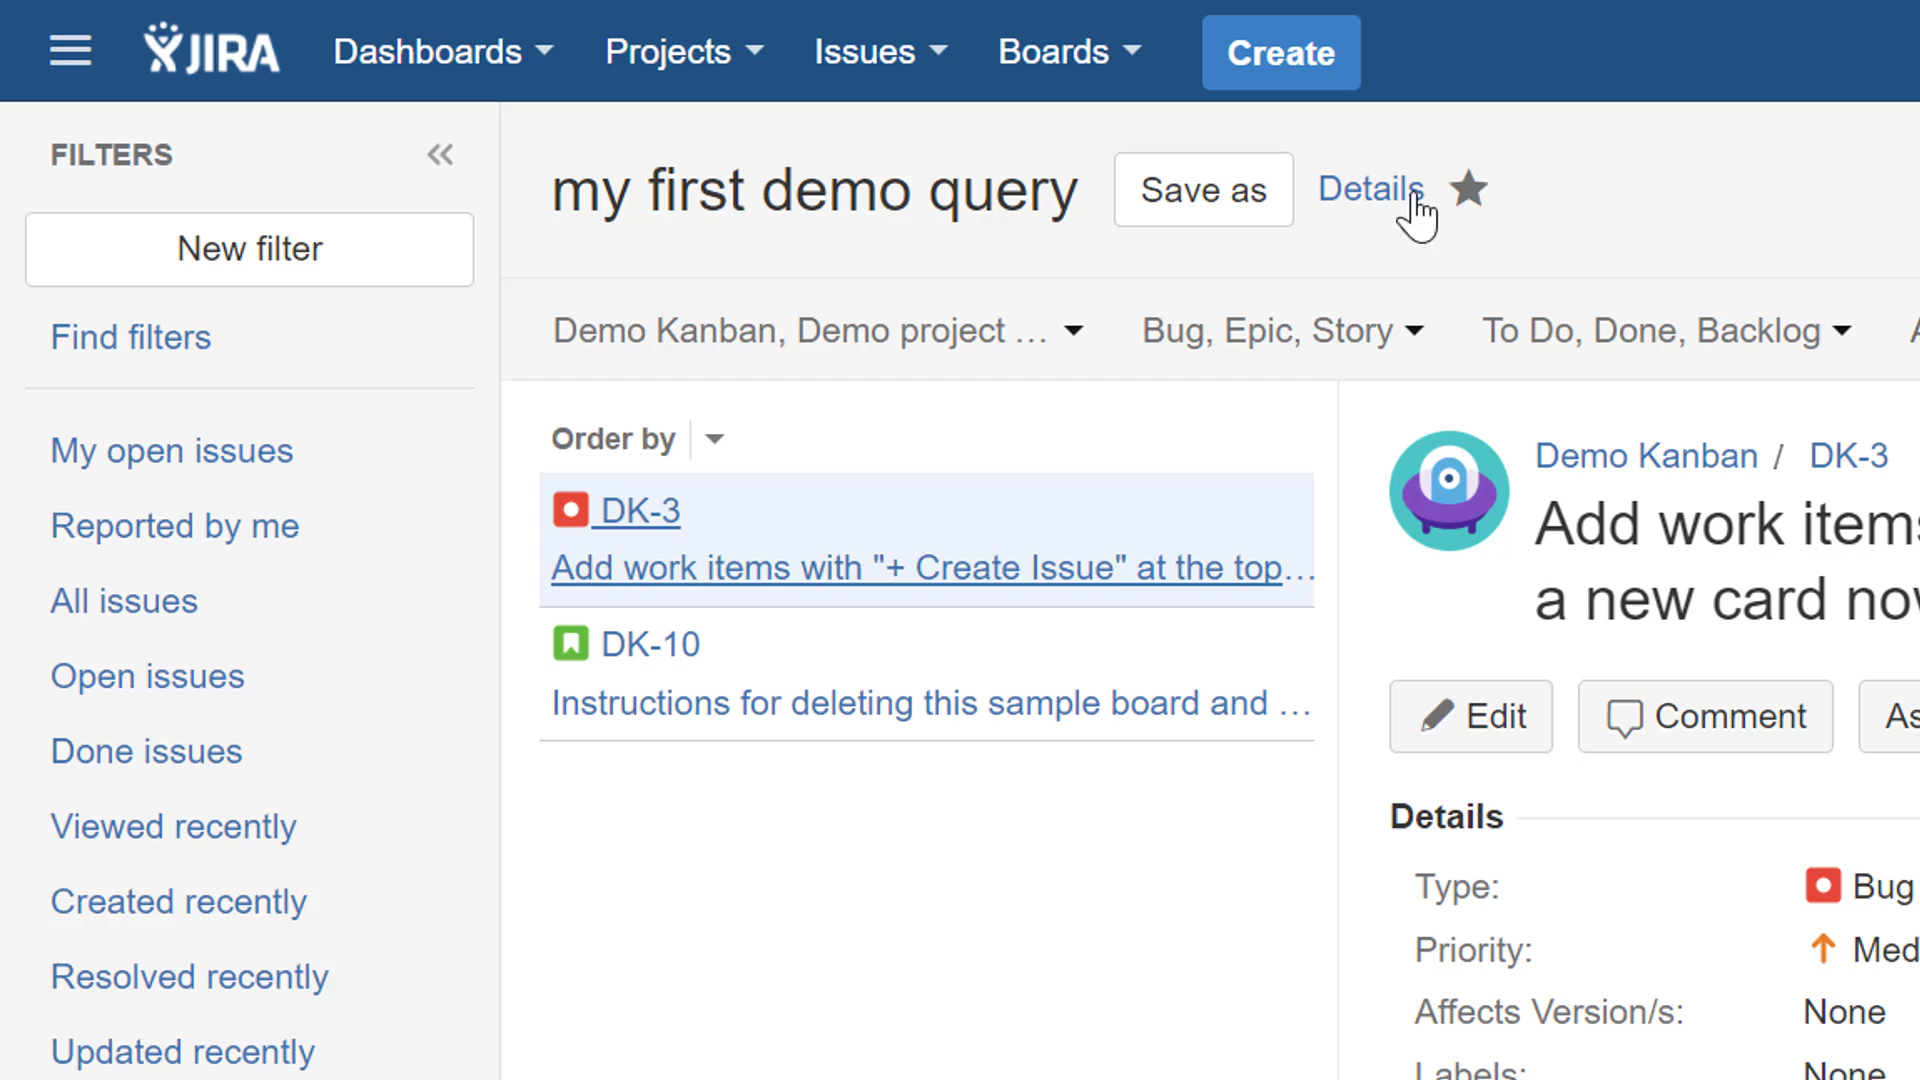 JIRA Dashboards Projects Issues Boards Create
FILTERS
New filter
Find filters
My open issues
Reported by me
All issues
Open issues
Done issues
Viewed recently
Created recently
Resolved recently
Updated recently
my first demo query Save as Details
Demo Kanban, Demo project ... Bug, Epic, Story To Do, Done, Backlog
Order by
DK-3
Add work items with "+ Create Issue" at the top...
DK-10
Instructions for deleting this sample board and ...
Demo Kanban / DK-3
Add work items
a new card now
Edit Comment As
Details
Type: Bug
Priority: Med
Affects Version/s: None
Labels: None